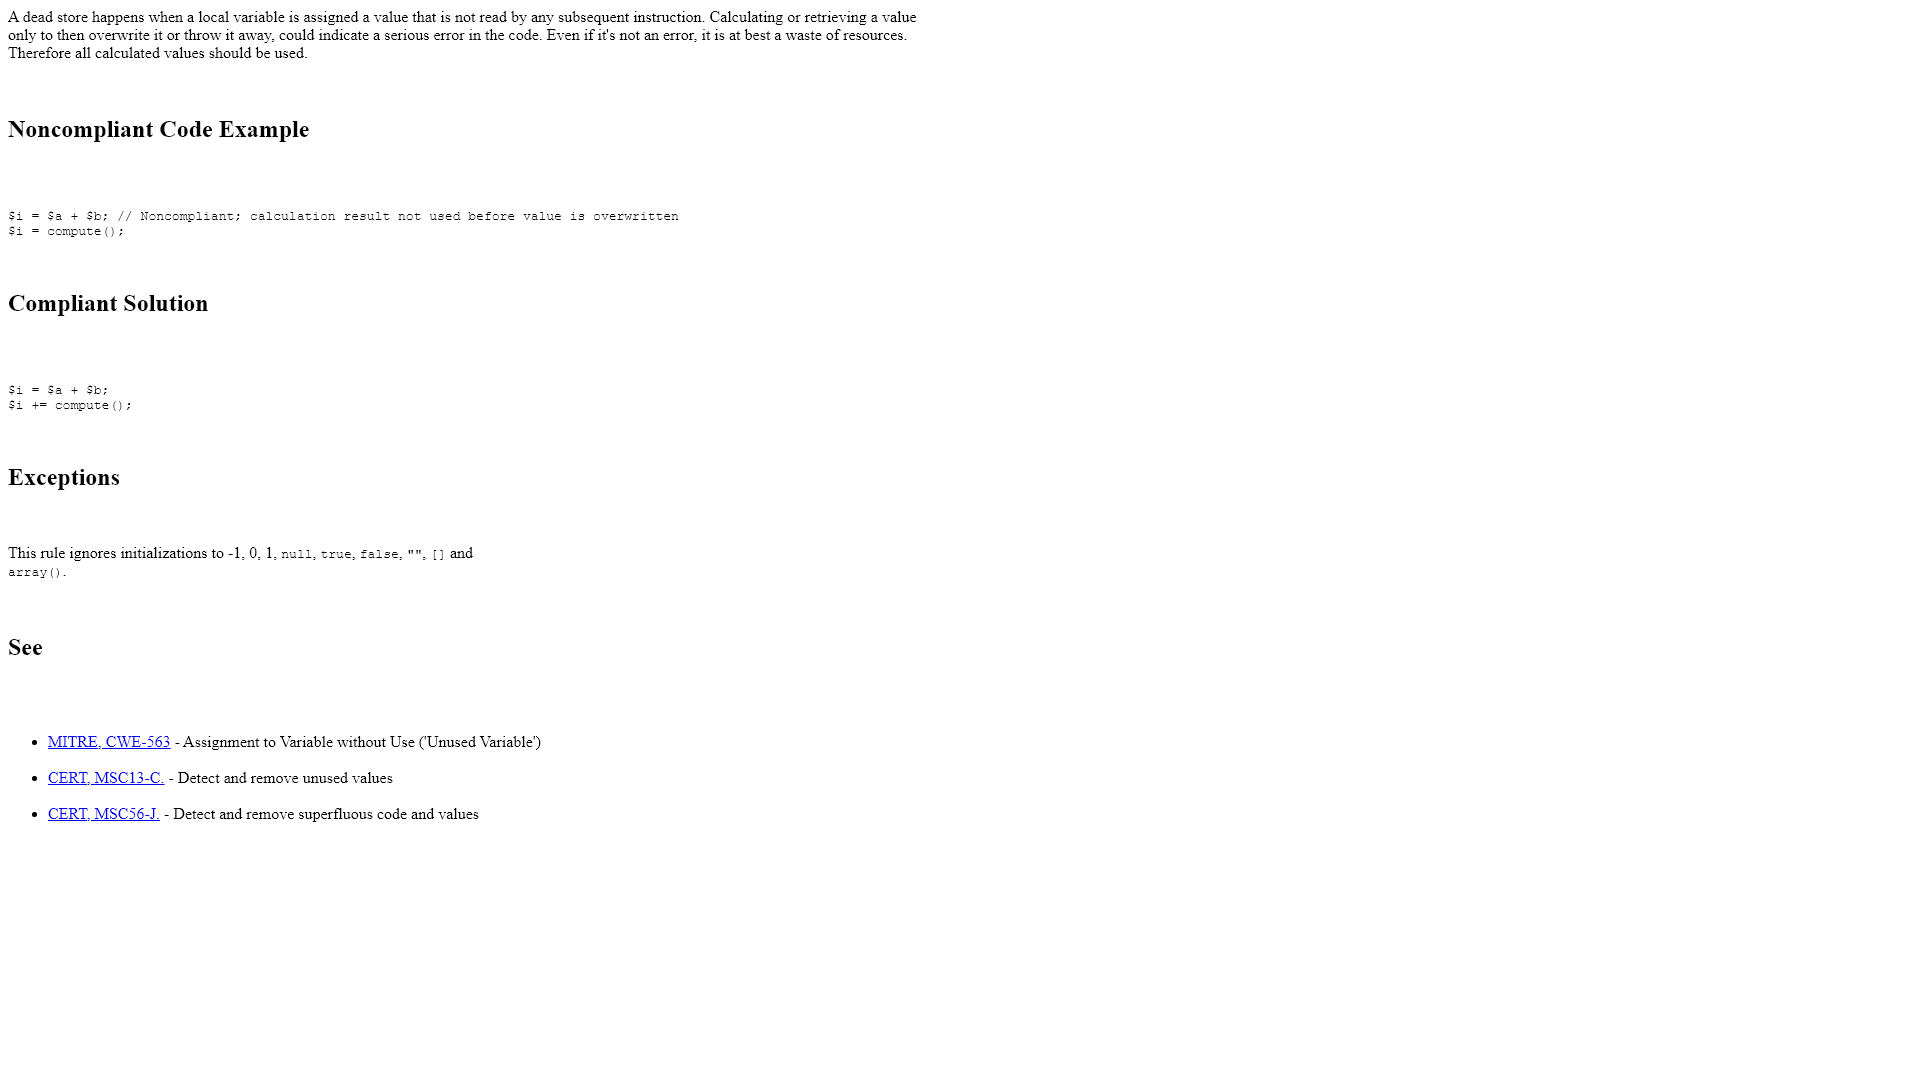 A dead store happens when a local variable is assigned a value that is not read by any subsequent instruction. Calculating or retrieving a value
only to then overwrite it or throw it away, could indicate a serious error in the code. Even if it's not an error, it is at best a waste of resources.
Therefore all calculated values should be used.
Noncompliant Code Example
$i = $a + $b; // Noncompliant; calculation result not used before value is overwritten
$i = compute();
Compliant Solution
$i = $a + $b;
$i += compute();
Exceptions
This rule ignores initializations to -1, 0, 1, null, true, false, "", [] and
array().
See
• MITRE, CWE-563 - Assignment to Variable without Use ('Unused Variable')
• CERT, MSC13-C. - Detect and remove unused values
• CERT, MSC56-J. - Detect and remove superfluous code and values